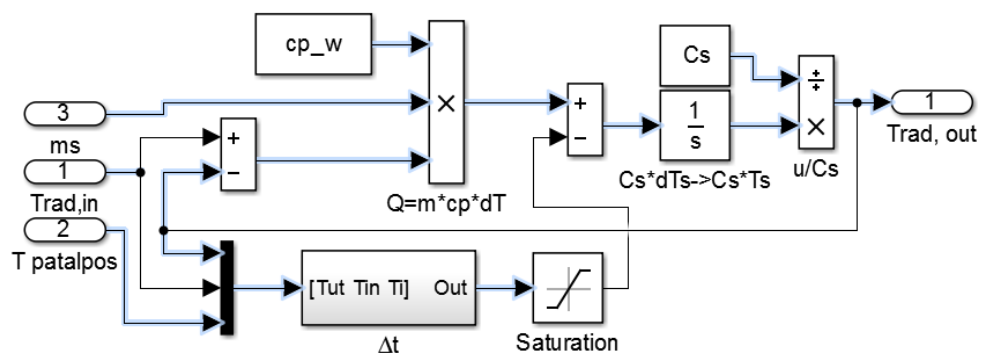 cp_w
Cs
3
ms
1
Trad,in
2
T patalpos
+
−
×
Q=m*cp*dT
+
−
1
s
Cs*dTs->Cs*Ts
÷
×
u/Cs
1
Trad, out
[Tut Tin Ti] Out
Δt
Saturation